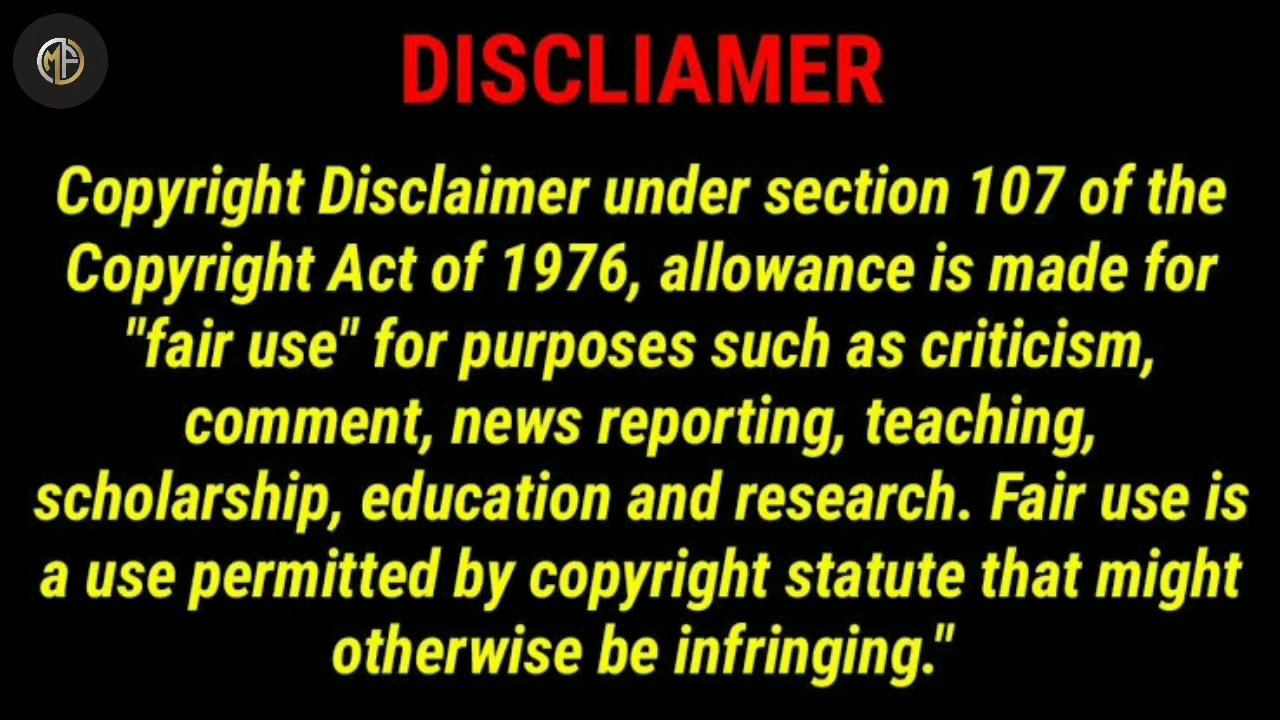 MF
DISCLIAMER
Copyright Disclaimer under section 107 of the
Copyright Act of 1976, allowance is made for
"fair use" for purposes such as criticism,
comment, news reporting, teaching,
scholarship, education and research. Fair use is
a use permitted by copyright statute that might
otherwise be infringing."